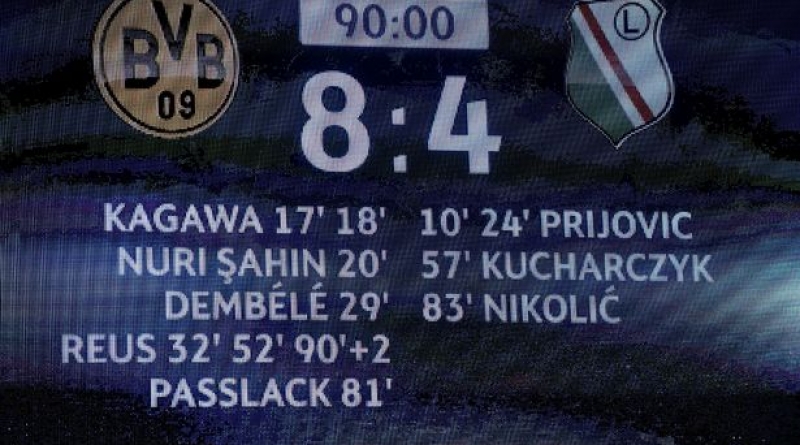 BVB
09
L
90:00
8:4
KAGAWA 17' 18'
NURI ŞAHIN 20'
DEMBÉLÉ 29'
REUS 32' 52' 90'+2
PASSLACK 81'
10' 24' PRIJOVIC
57' KUCHARCZYK
83' NIKOLIĆ